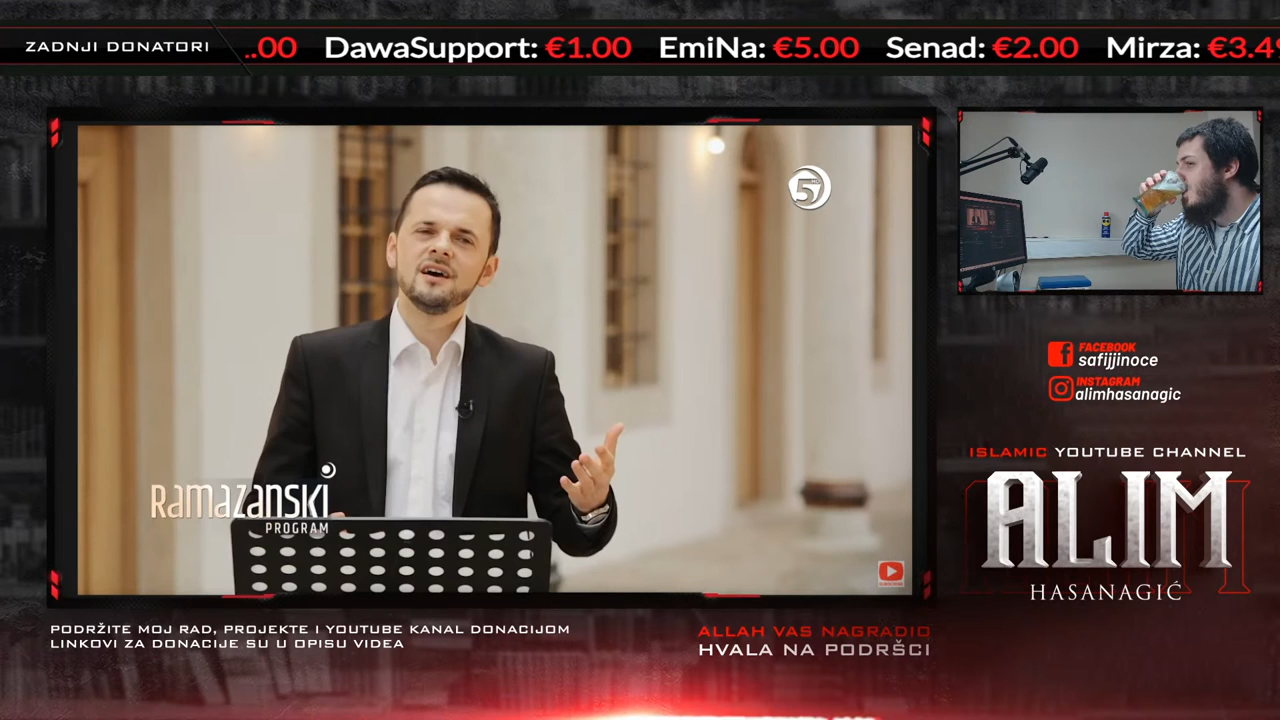 ZADNJI DONATORI
..00 DawaSupport: €1.00 EmiNa: €5.00 Senad: €2.00 Mirza: €3.49
5
RAMAZANSKI
PROGRAM
FACEBOOK
safijjinoce
INSTAGRAM
alimhasanagic
ISLAMIC YOUTUBE CHANNEL
ALIM
HASANAGIĆ
PODRŽITE MOJ RAD, PROJEKTE I YOUTUBE KANAL DONACIJOM
LINKOVI ZA DONACIJE SU U OPISU VIDEA
ALLAH VAS NAGRADIO
HVALA NA PODRŠCI